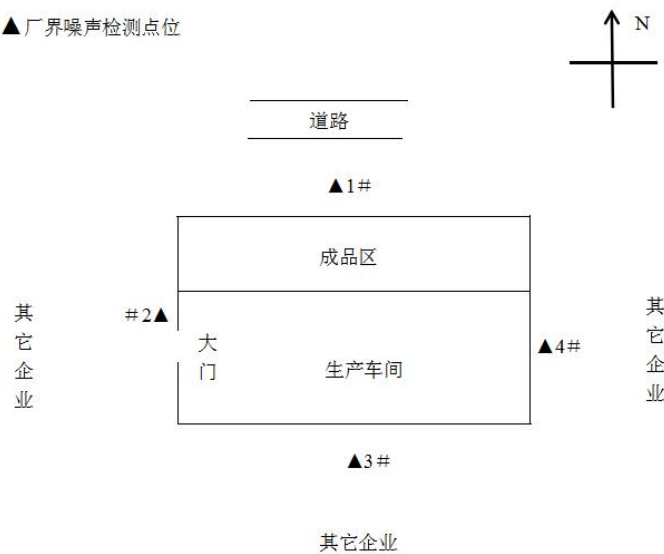 ▲厂界噪声检测点位
N
道路
▲1#
成品区
其它企业
#2▲
大门
生产车间
▲4#
其它企业
▲3#
其它企业